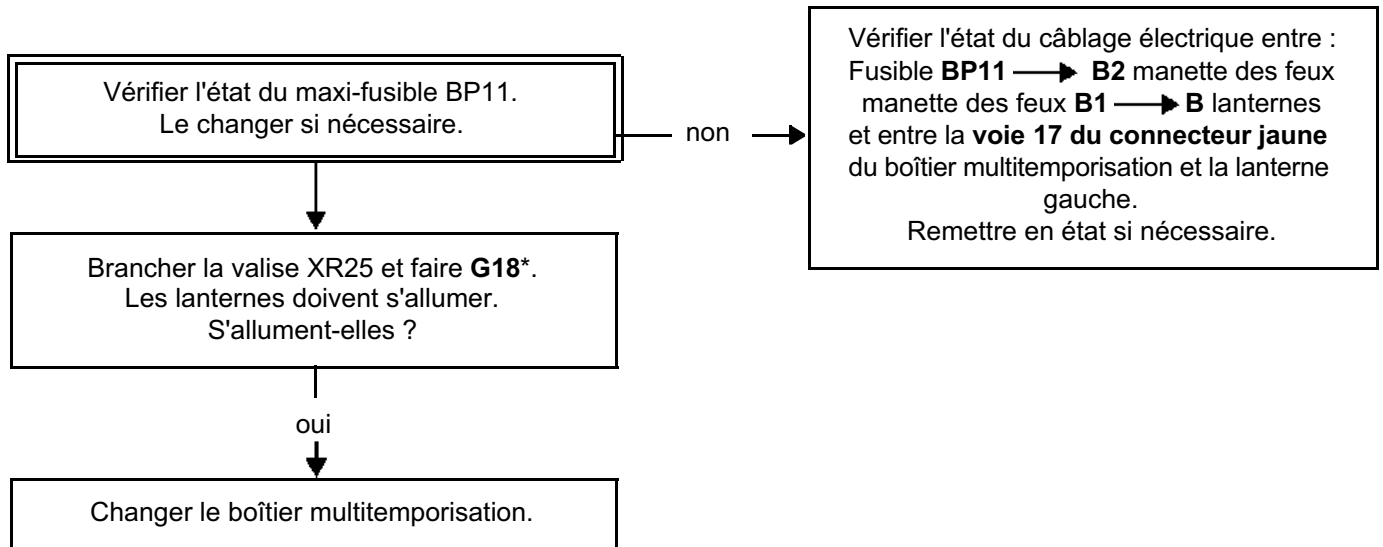 Vérifier l'état du maxi-fusible BP11.
Le changer si nécessaire.
non
Vérifier l'état du câblage électrique entre :
Fusible BP11 → B2 manette des feux
manette des feux B1 → B lanternes
et entre la voie 17 du connecteur jaune
du boîtier multitemporisation et la lanterne
gauche.
Remettre en état si nécessaire.
Brancher la valise XR25 et faire G18*.
Les lanternes doivent s'allumer.
S'allument-elles ?
oui
Changer le boîtier multitemporisation.